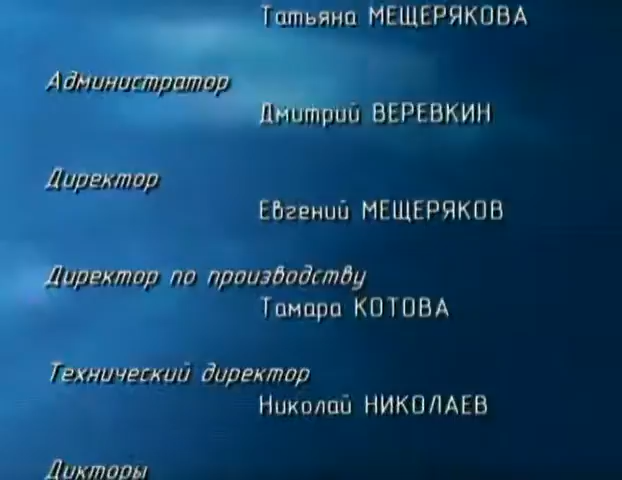 Татьяна МЕЩЕРЯКОВА
Администратор
Дмитрий ВЕРЕВКИН
Директор
Евгений МЕЩЕРЯКОВ
Директор по производству
Тамара КОТОВА
Технический директор
Николай НИКОЛАЕВ
Дикторы